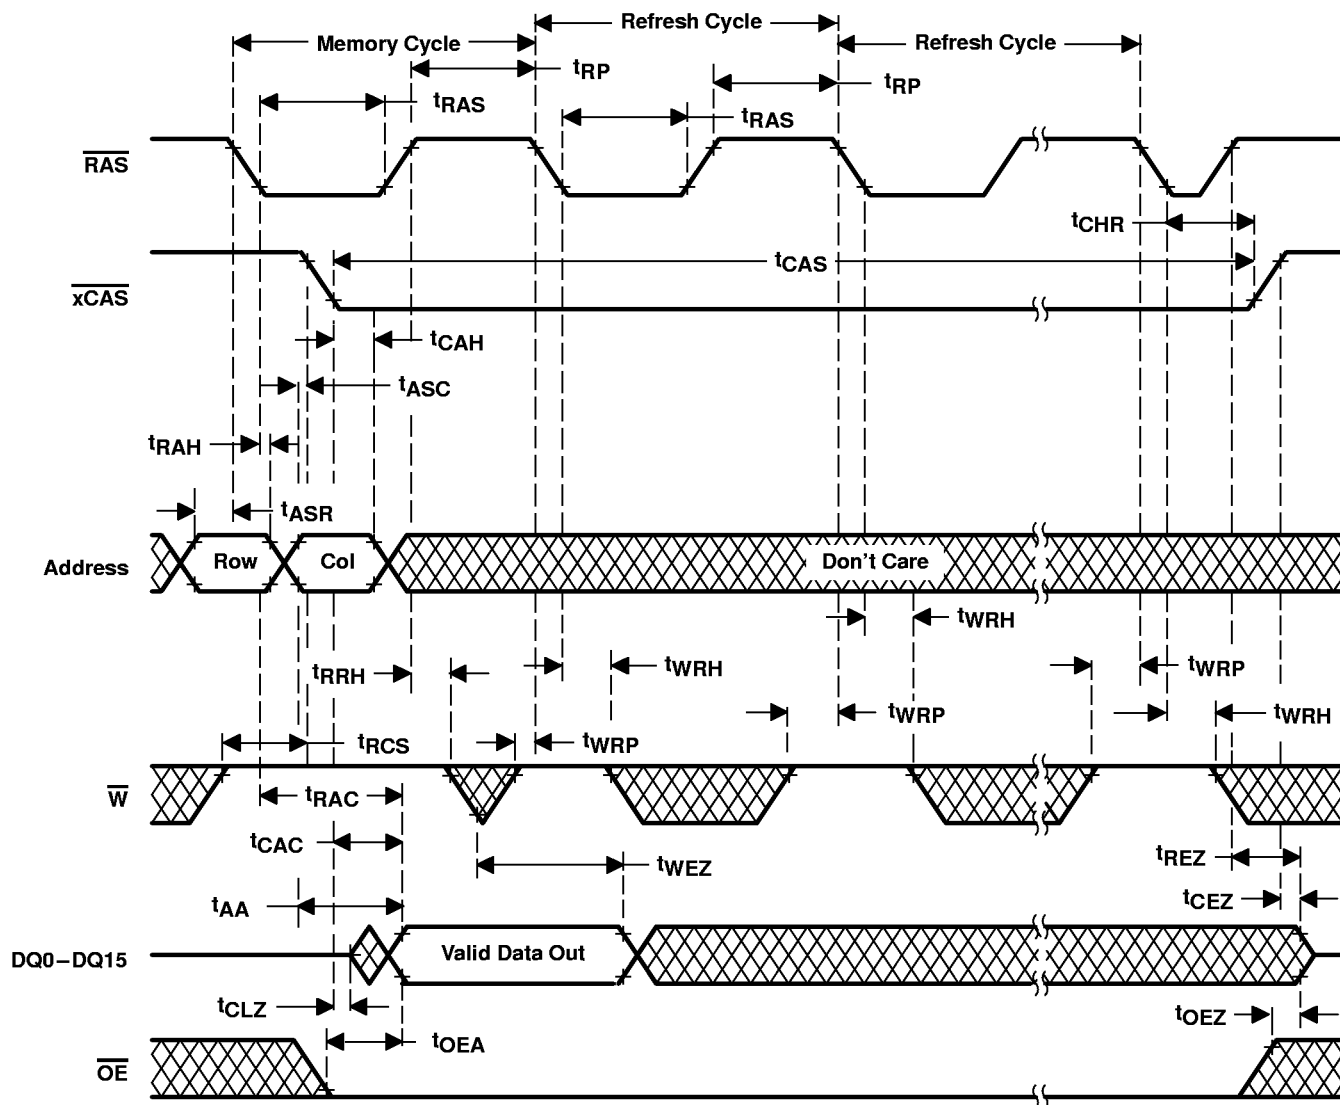 Refresh Cycle
Memory Cycle
Refresh Cycle
tRP
tRP
tRAS
tRAS
RAS
tCHR
tCAS
xCAS
tCAH
tASC
tRAH
tASR
Row
Col
Don't Care
Address
tWRH
tRRH
tWRH
tWRP
tWRP
tWRH
tRCS
tWRP
W
tRAC
tCAC
tWEZ
tREZ
tAA
tCEZ
DQ0–DQ15
Valid Data Out
tCLZ
tOEZ
tOEA
OE